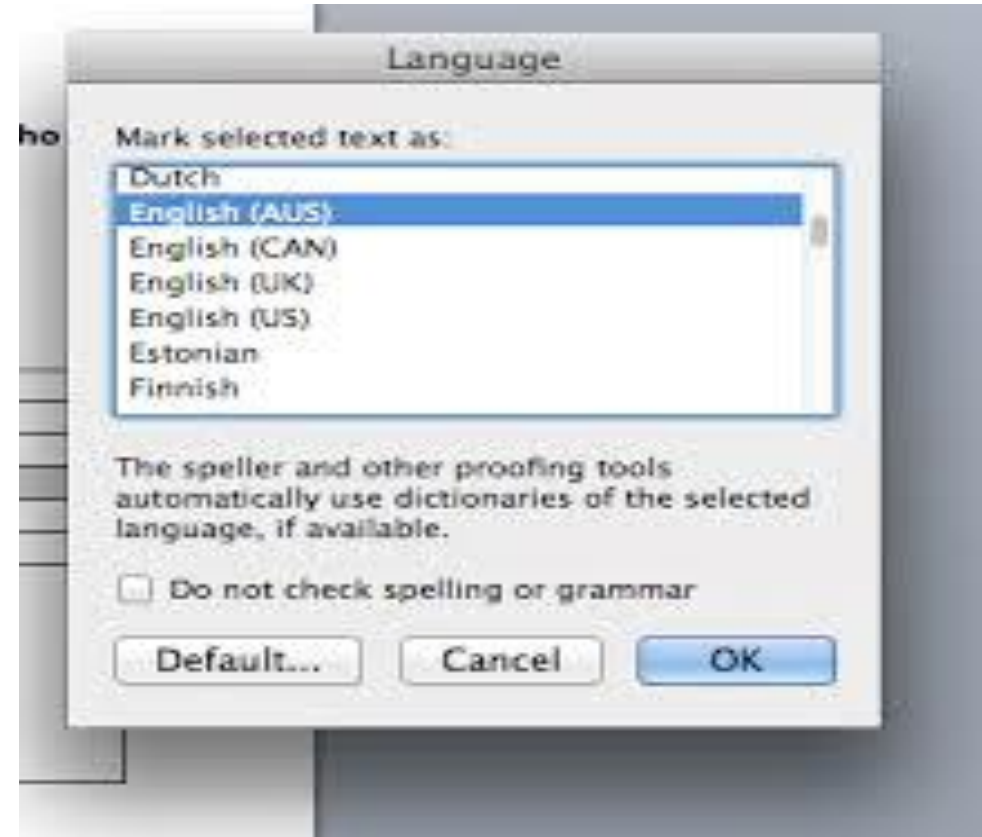 Language
ho
Mark selected text as:
Dutch
English (AUS)
English (CAN)
English (UK)
English (US)
Estonian
Finnish
The speller and other proofing tools
automatically use dictionaries of the selected
language, if available.
Do not check spelling or grammar
Default... Cancel OK